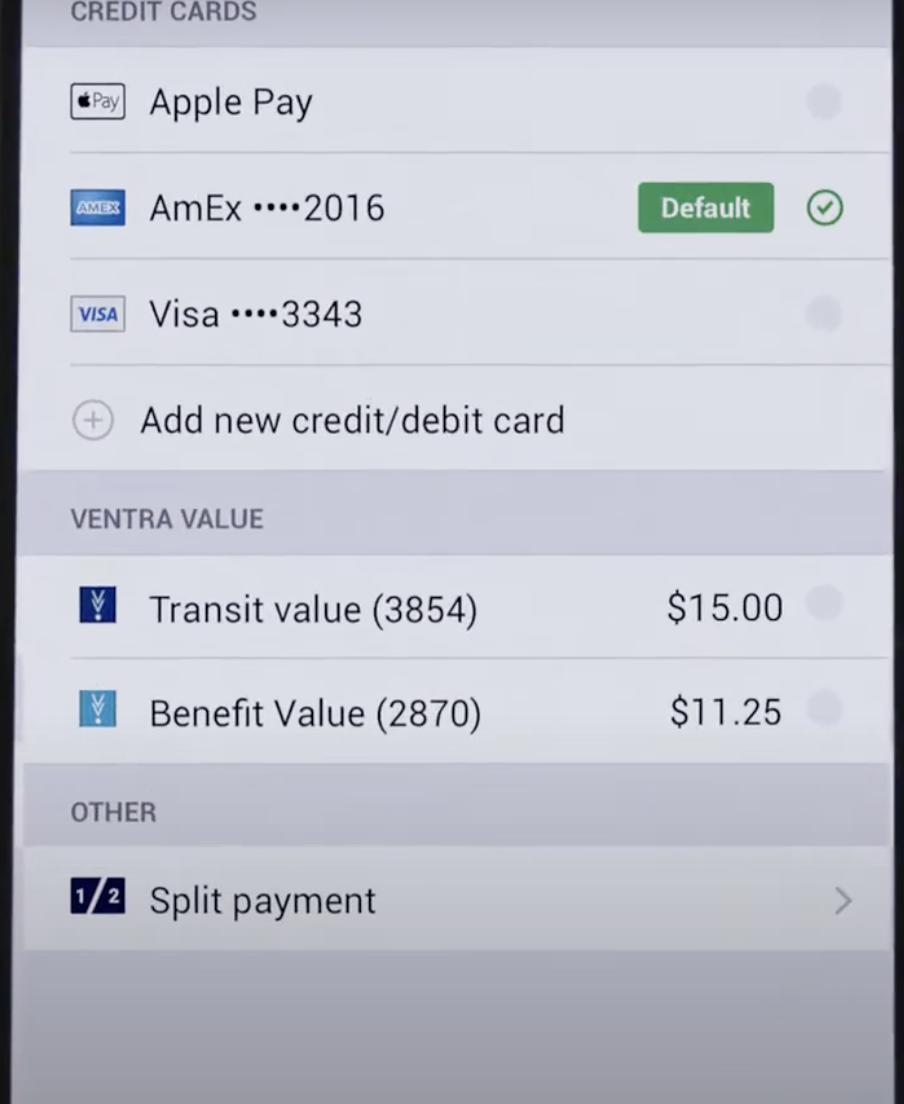 CREDIT CARDS
Pay Apple Pay
AMEX AmEx ••••2016 Default
VISA Visa ••••3343
Add new credit/debit card
VENTRA VALUE
Transit value (3854) $15.00
Benefit Value (2870) $11.25
OTHER
1/2 Split payment